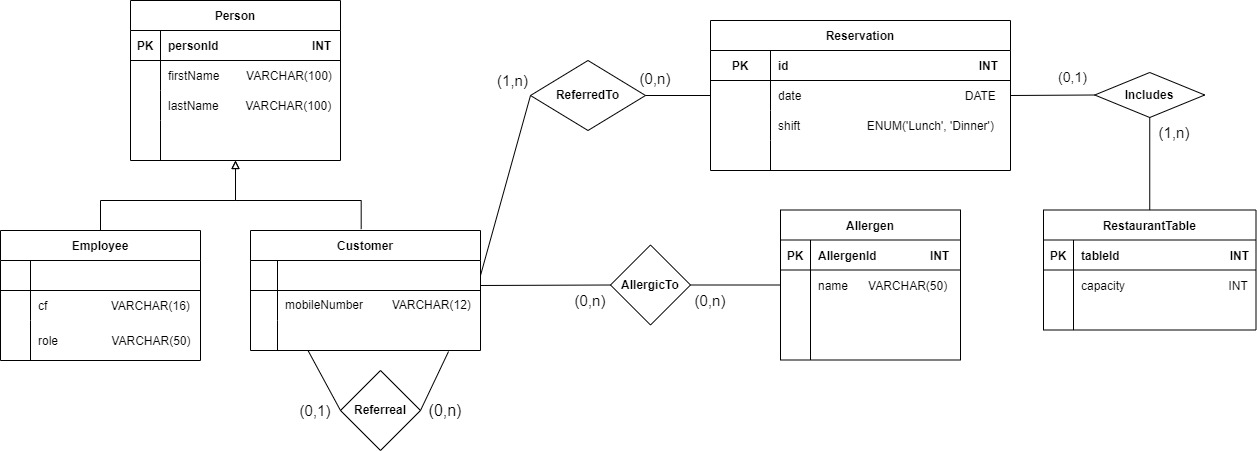 Person
PK personId INT
firstName VARCHAR(100)
lastName VARCHAR(100)
Reservation
PK id INT
date DATE
shift ENUM('Lunch', 'Dinner')
(1,n) ReferredTo (0,n)
(0,1) Includes
(1,n)
Employee
cf VARCHAR(16)
role VARCHAR(50)
Customer
mobileNumber VARCHAR(12)
(0,n) AllergicTo (0,n)
Allergen
PK AllergenId INT
name VARCHAR(50)
RestaurantTable
PK tableId INT
capacity INT
(0,1) Referreal (0,n)